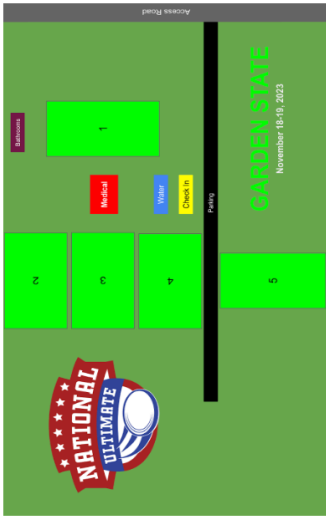 Access Road
GARDEN STATE
November 18-19, 2023
Bathrooms
1
Medical
Water
Check In
Parking
2
3
4
5
NATIONAL
ULTIMATE